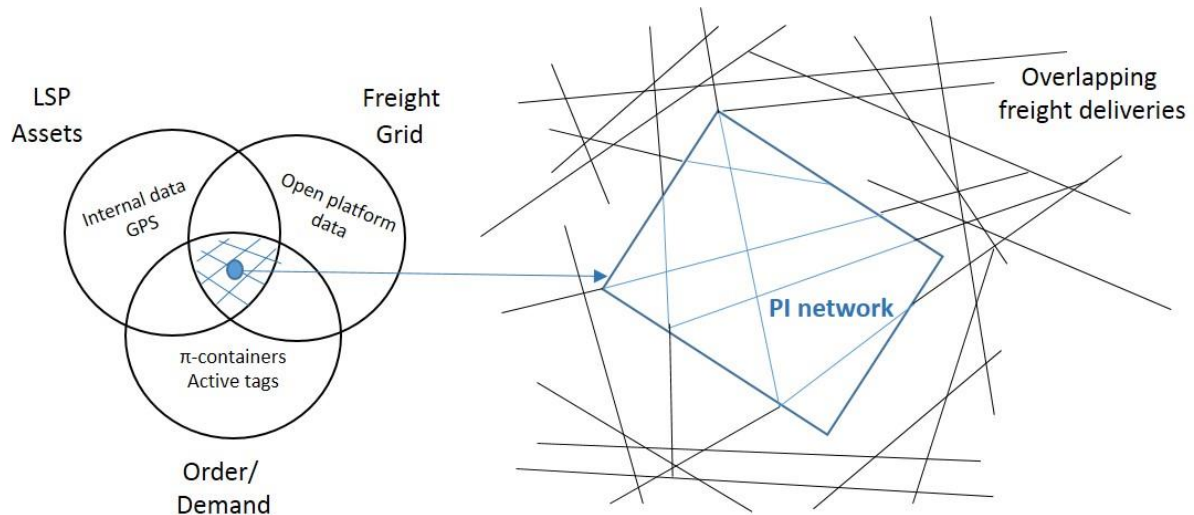 LSP
Assets
Freight
Grid
Internal data
GPS
Open platform
data
π-containers
Active tags
Order/
Demand
Overlapping
freight deliveries
PI network